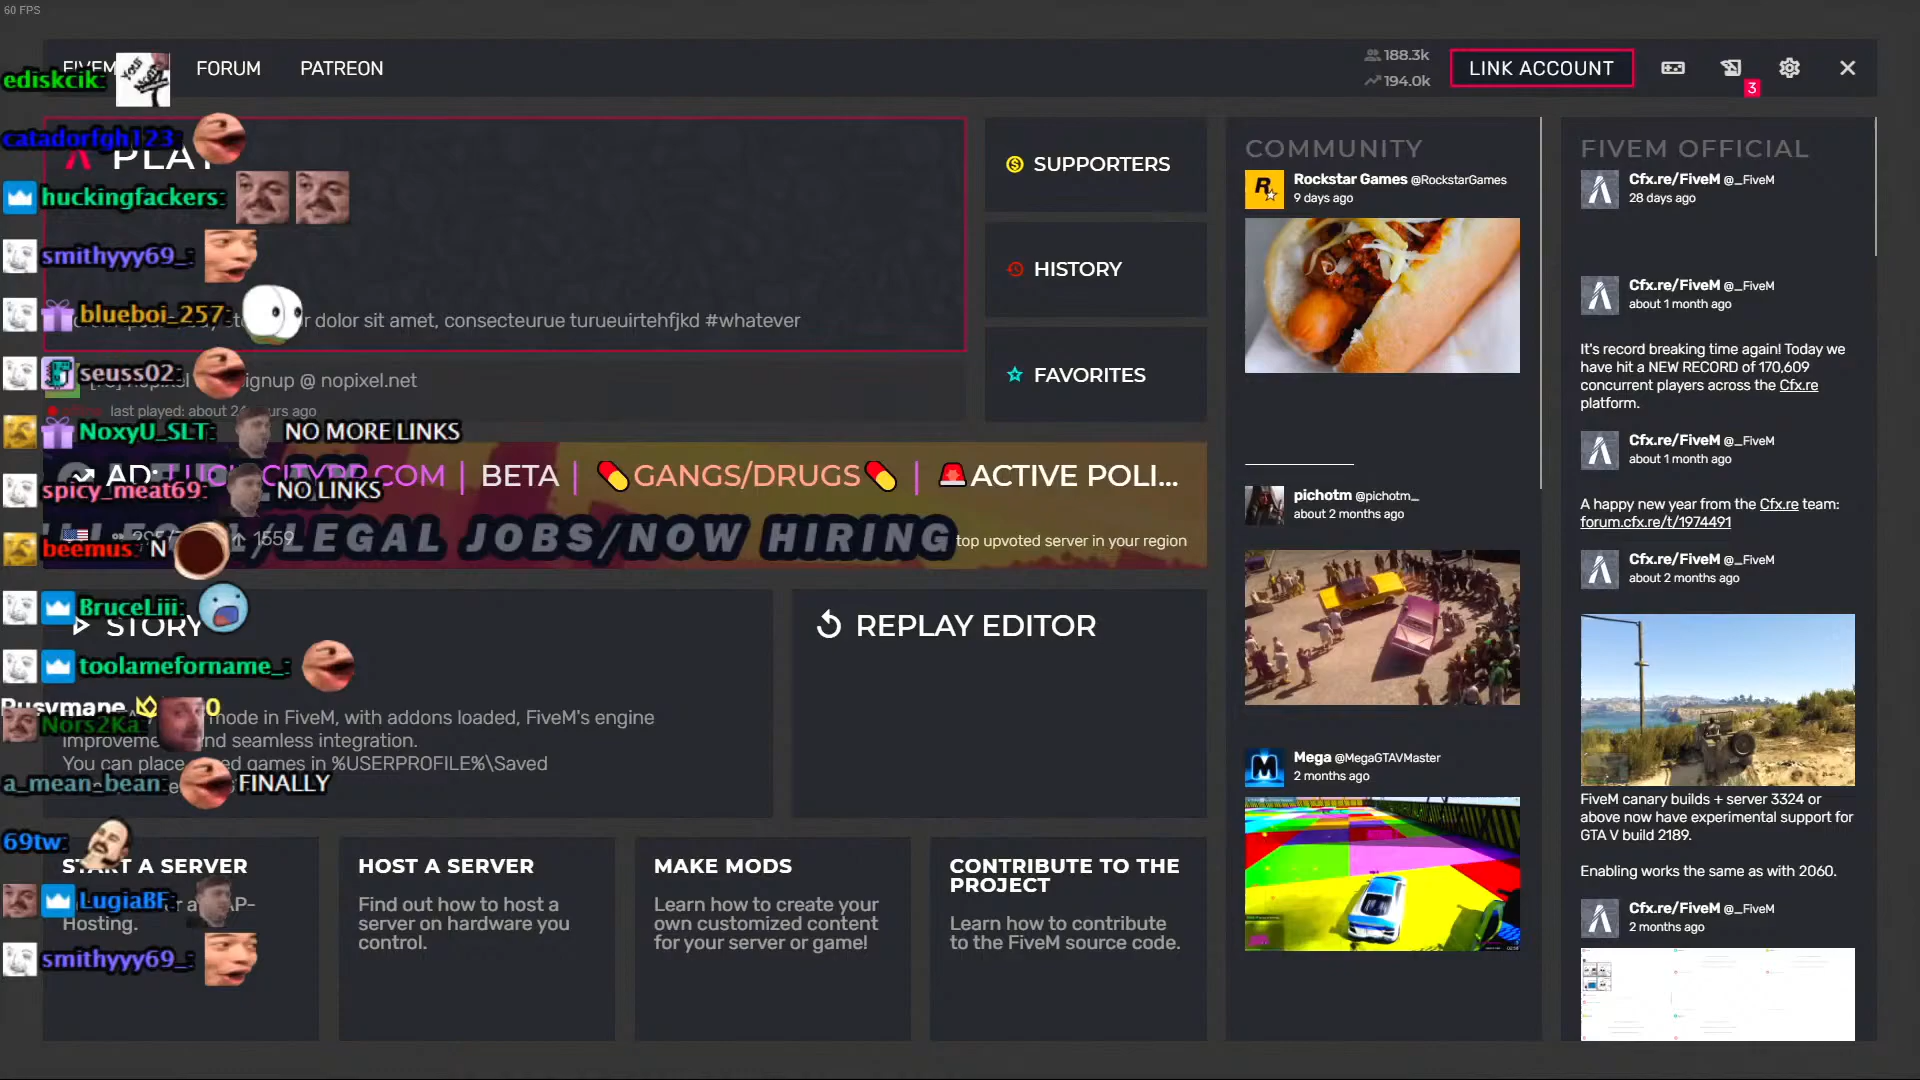 60 FPS
FIVEM
FORUM
PATREON
188.3k
194.0k
LINK ACCOUNT
3
ediskcik:
catadorfgh123:
PLAY
huckingfackers:
smithyyy69_:
blueboi_257:
r dolor sit amet, consecteurue turueuirtehfjkd #whatever
seuss02:
ignup @ nopixel.net
last played: about
urs ago
NoxyU_SLT:
NO MORE LINKS
SUPPORTERS
HISTORY
FAVORITES
AD:
CITYRP.COM | BETA | 💊GANGS/DRUGS💊 | 🚨ACTIVE POLI...
spicy_meat69:
NO LINKS
/LEGAL JOBS/NOW HIRING
1559
top upvoted server in your region
beemus: N
BruceLiii:
STORY
toolameforname_:
Nors2Ka:
mode in FiveM, with addons loaded, FiveM's engine
improveme
nd seamless integration.
You can place
ed games in %USERPROFILE%\Saved
a_mean_bean:
FINALLY
REPLAY EDITOR
69tw:
START A SERVER
LugiaBF:
Hosting.
smithyyy69_:
HOST A SERVER
Find out how to host a
server on hardware you
control.
MAKE MODS
Learn how to create your
own customized content
for your server or game!
CONTRIBUTE TO THE
PROJECT
Learn how to contribute
to the FiveM source code.
COMMUNITY
Rockstar Games @RockstarGames
9 days ago
pichotm @pichotm_
about 2 months ago
Mega @MegaGTAVMaster
2 months ago
FIVEM OFFICIAL
Cfx.re/FiveM @_FiveM
28 days ago
Cfx.re/FiveM @_FiveM
about 1 month ago
It's record breaking time again! Today we
have hit a NEW RECORD of 170,609
concurrent players across the Cfx.re
platform.
Cfx.re/FiveM @_FiveM
about 1 month ago
A happy new year from the Cfx.re team:
forum.cfx.re/t/1974491
Cfx.re/FiveM @_FiveM
about 2 months ago
FiveM canary builds + server 3324 or
above now have experimental support for
GTA V build 2189.
Enabling works the same as with 2060.
Cfx.re/FiveM @_FiveM
2 months ago